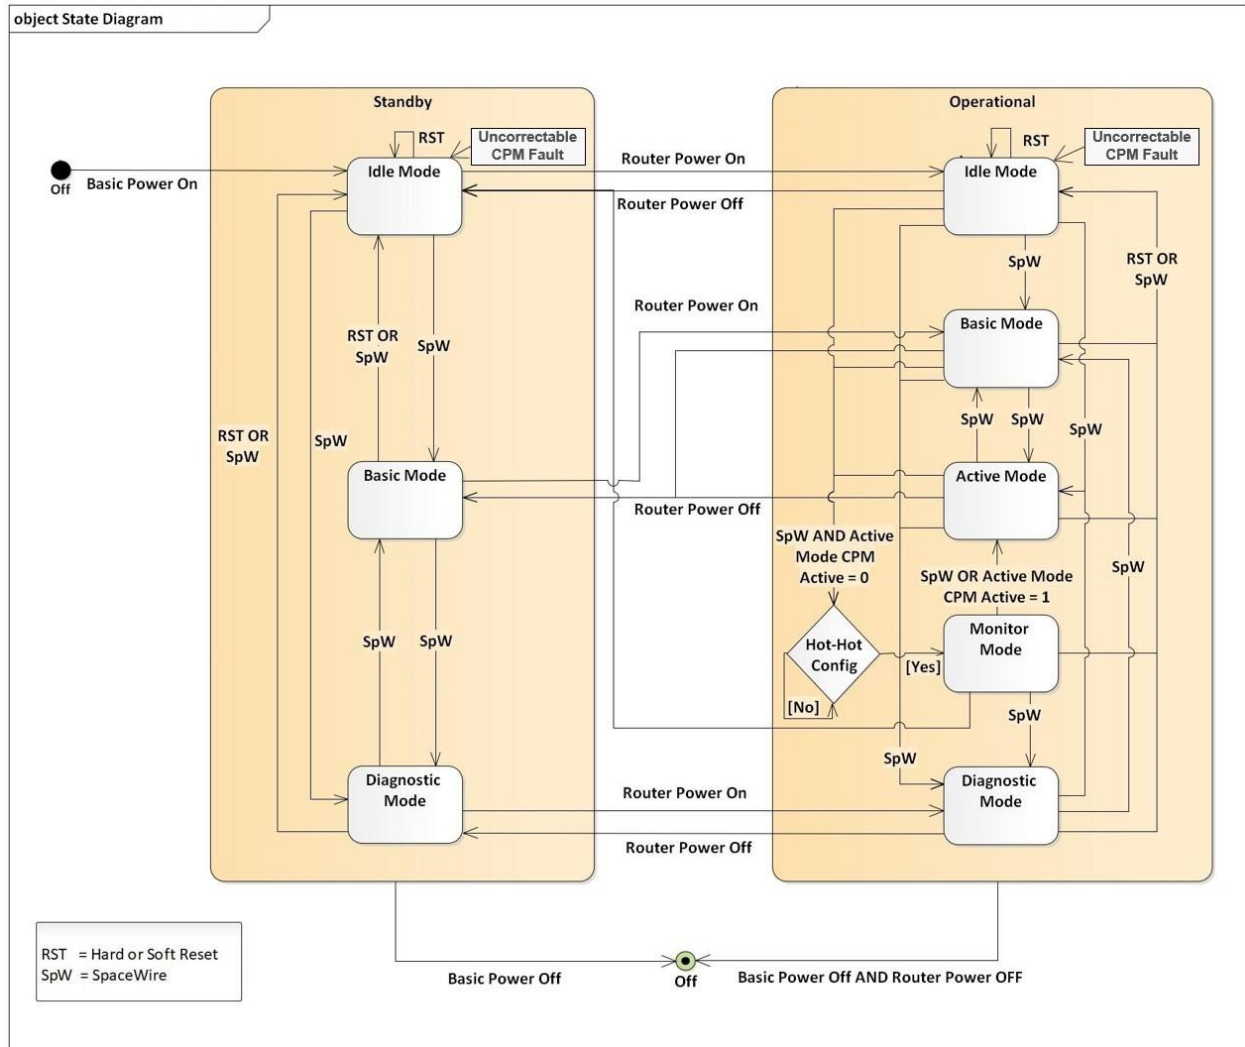 object State Diagram
Standby
Operational
RST
Uncorrectable
CPM Fault
Idle Mode
Off
Basic Power On
Router Power On
Router Power Off
RST
Uncorrectable
CPM Fault
Idle Mode
SpW
RST OR
SpW
Router Power On
Basic Mode
RST OR
SpW
SpW
SpW
SpW
SpW
RST OR
SpW
SpW
Basic Mode
Active Mode
Router Power Off
SpW AND Active
Mode CPM
Active = 0
SpW OR Active Mode
CPM Active = 1
SpW
Monitor
Mode
Hot-Hot
Config
[Yes]
[No]
SpW
SpW
SpW
SpW
Diagnostic
Mode
Router Power On
Diagnostic
Mode
Router Power Off
RST = Hard or Soft Reset
SpW = SpaceWire
Basic Power Off
Off
Basic Power Off AND Router Power OFF